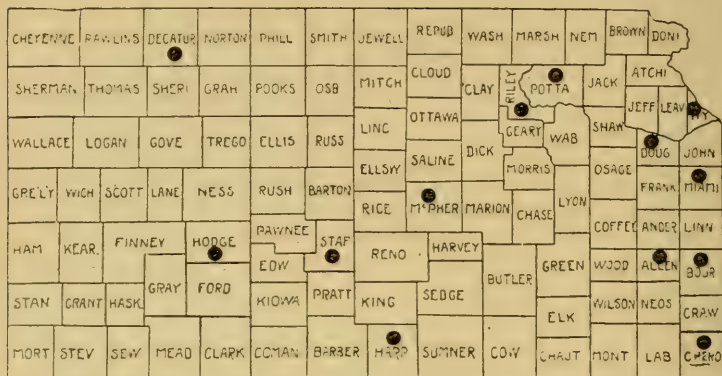 CHEYENNE RAWLINS DECATUR NORTON PHILL SMITH JEWELL REPUB WASH MARSH NEM BROWN DONI
SHERMAN THOMAS SHERI GRAH ROOKS OSB MITCH CLOUD CLAY RILEY POTTA JACK ATCHI
OTTAWA JEFF LEAV WY
WALLACE LOGAN GOVE TREGO ELLIS RUSS LINC SALINE DICK GEARY WAB SHAW DOUG JOHN
ELLSW MORRIS OSAGE
GRE'LY WICH SCOTT LANE NESS RUSH BARTON RICE McPHER MARION CHASE LYON FRANK MIAMI
HAM KEAR. FINNEY HODGE PAWNEE STAF RENO HARVEY COFFEE ANDER LINN
EDW BUTLER GREEN WOOD ALLEN BOUR
STAN GRANT HASK GRAY FORD KIOWA PRATT KING SEDGE ELK WILSON NEOS CRAW
MORT STEV SEW MEAD CLARK COMAN BARBER HARP SUMNER COW CHAUT MONT LAB CHERO